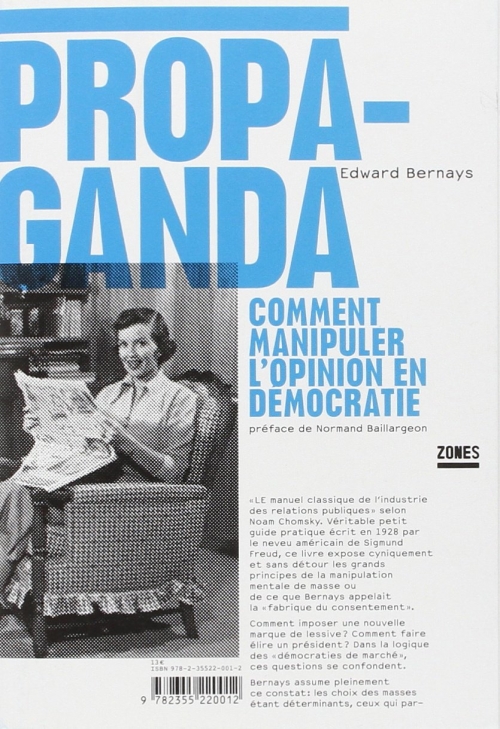 PROPA-
GANDA
Edward Bernays
COMMENT
MANIPULER
L'OPINION EN
DÉMOCRATIE
préface de Normand Baillargeon
ZONES
«LE manuel classique de l'industrie
des relations publiques» selon
Noam Chomsky. Véritable petit
guide pratique écrit en 1928 par
le neveu américain de Sigmund
Freud, ce livre expose cyniquement
et sans détour les grands
principes de la manipulation
mentale de masse ou
de ce que Bernays appelait
la «fabrique du consentement».
Comment imposer une nouvelle
marque de lessive? Comment faire
élire un président? Dans la logique
des «démocraties de marché»,
ces questions se confondent.
Bernays assume pleinement
ce constat: les choix des masses
étant déterminants, ceux qui par-
13€
ISBN 978-2-35522-001-2
9 782355 220012